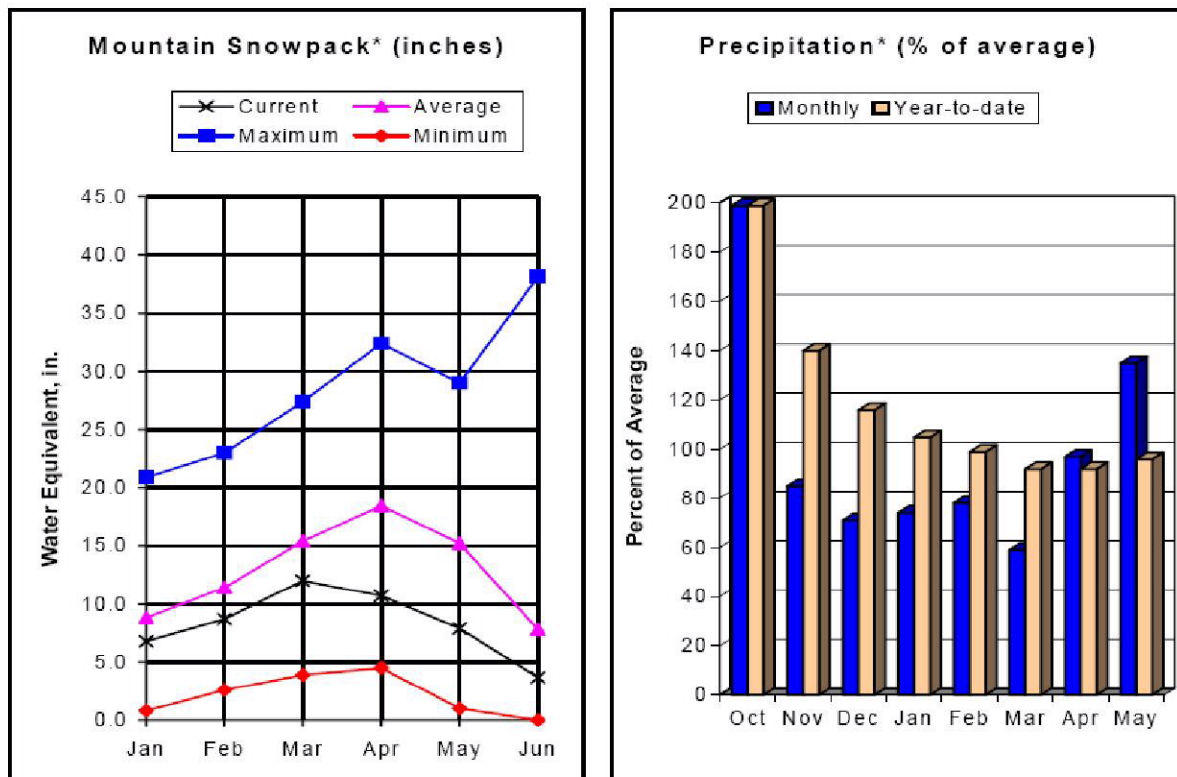 Mountain Snowpack* (inches)
Current
Average
Maximum
Minimum
45.0
40.0
35.0
30.0
25.0
20.0
15.0
10.0
5.0
0.0
Water Equivalent, in.
Jan Feb Mar Apr May Jun
Precipitation* (% of average)
Monthly Year-to-date
200
180
160
140
120
100
80
60
40
20
0
Percent of Average
Oct Nov Dec Jan Feb Mar Apr May